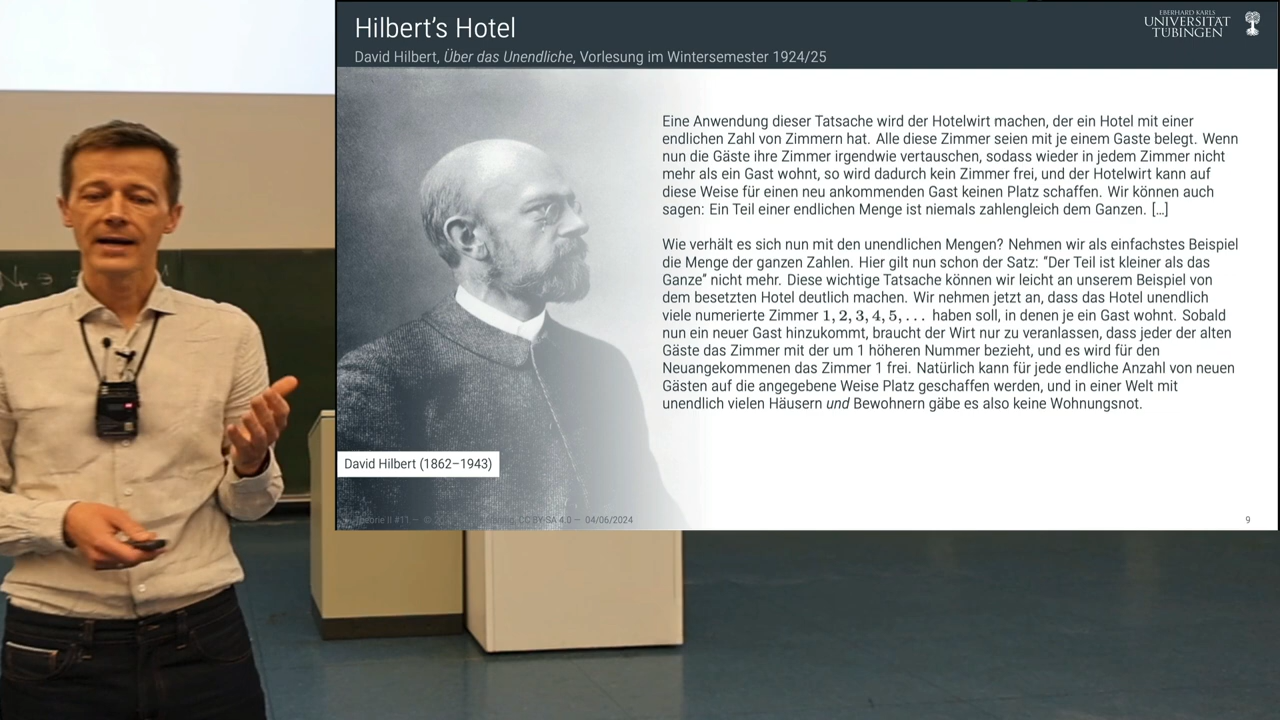 Hilbert's Hotel
David Hilbert, Über das Unendliche, Vorlesung im Wintersemester 1924/25
EBERHARD KARLS
UNIVERSITÄT
TÜBINGEN
Eine Anwendung dieser Tatsache wird der Hotelwirt machen, der ein Hotel mit einer
endlichen Zahl von Zimmern hat. Alle diese Zimmer seien mit je einem Gaste belegt. Wenn
nun die Gäste ihre Zimmer irgendwie vertauschen, sodass wieder in jedem Zimmer nicht
mehr als ein Gast wohnt, so wird dadurch kein Zimmer frei, und der Hotelwirt kann auf
diese Weise für einen neu ankommenden Gast keinen Platz schaffen. Wir können auch
sagen: Ein Teil einer endlichen Menge ist niemals zahlengleich dem Ganzen. [...]
Wie verhält es sich nun mit den unendlichen Mengen? Nehmen wir als einfachstes Beispiel
die Menge der ganzen Zahlen. Hier gilt nun schon der Satz: "Der Teil ist kleiner als das
Ganze" nicht mehr. Diese wichtige Tatsache können wir leicht an unserem Beispiel von
dem besetzten Hotel deutlich machen. Wir nehmen jetzt an, dass das Hotel unendlich
viele numerierte Zimmer 1, 2, 3, 4, 5, ... haben soll, in denen je ein Gast wohnt. Sobald
nun ein neuer Gast hinzukommt, braucht der Wirt nur zu veranlassen, dass jeder der alten
Gäste das Zimmer mit der um 1 höheren Nummer bezieht, und es wird für den
Neuangekommenen das Zimmer 1 frei. Natürlich kann für jede endliche Anzahl von neuen
Gästen auf die angegebene Weise Platz geschaffen werden, und in einer Welt mit
unendlich vielen Häusern und Bewohnern gäbe es also keine Wohnungsnot.
David Hilbert (1862–1943)
Theorie II #11 — © CC BY-SA 4.0 — 04/06/2024
9